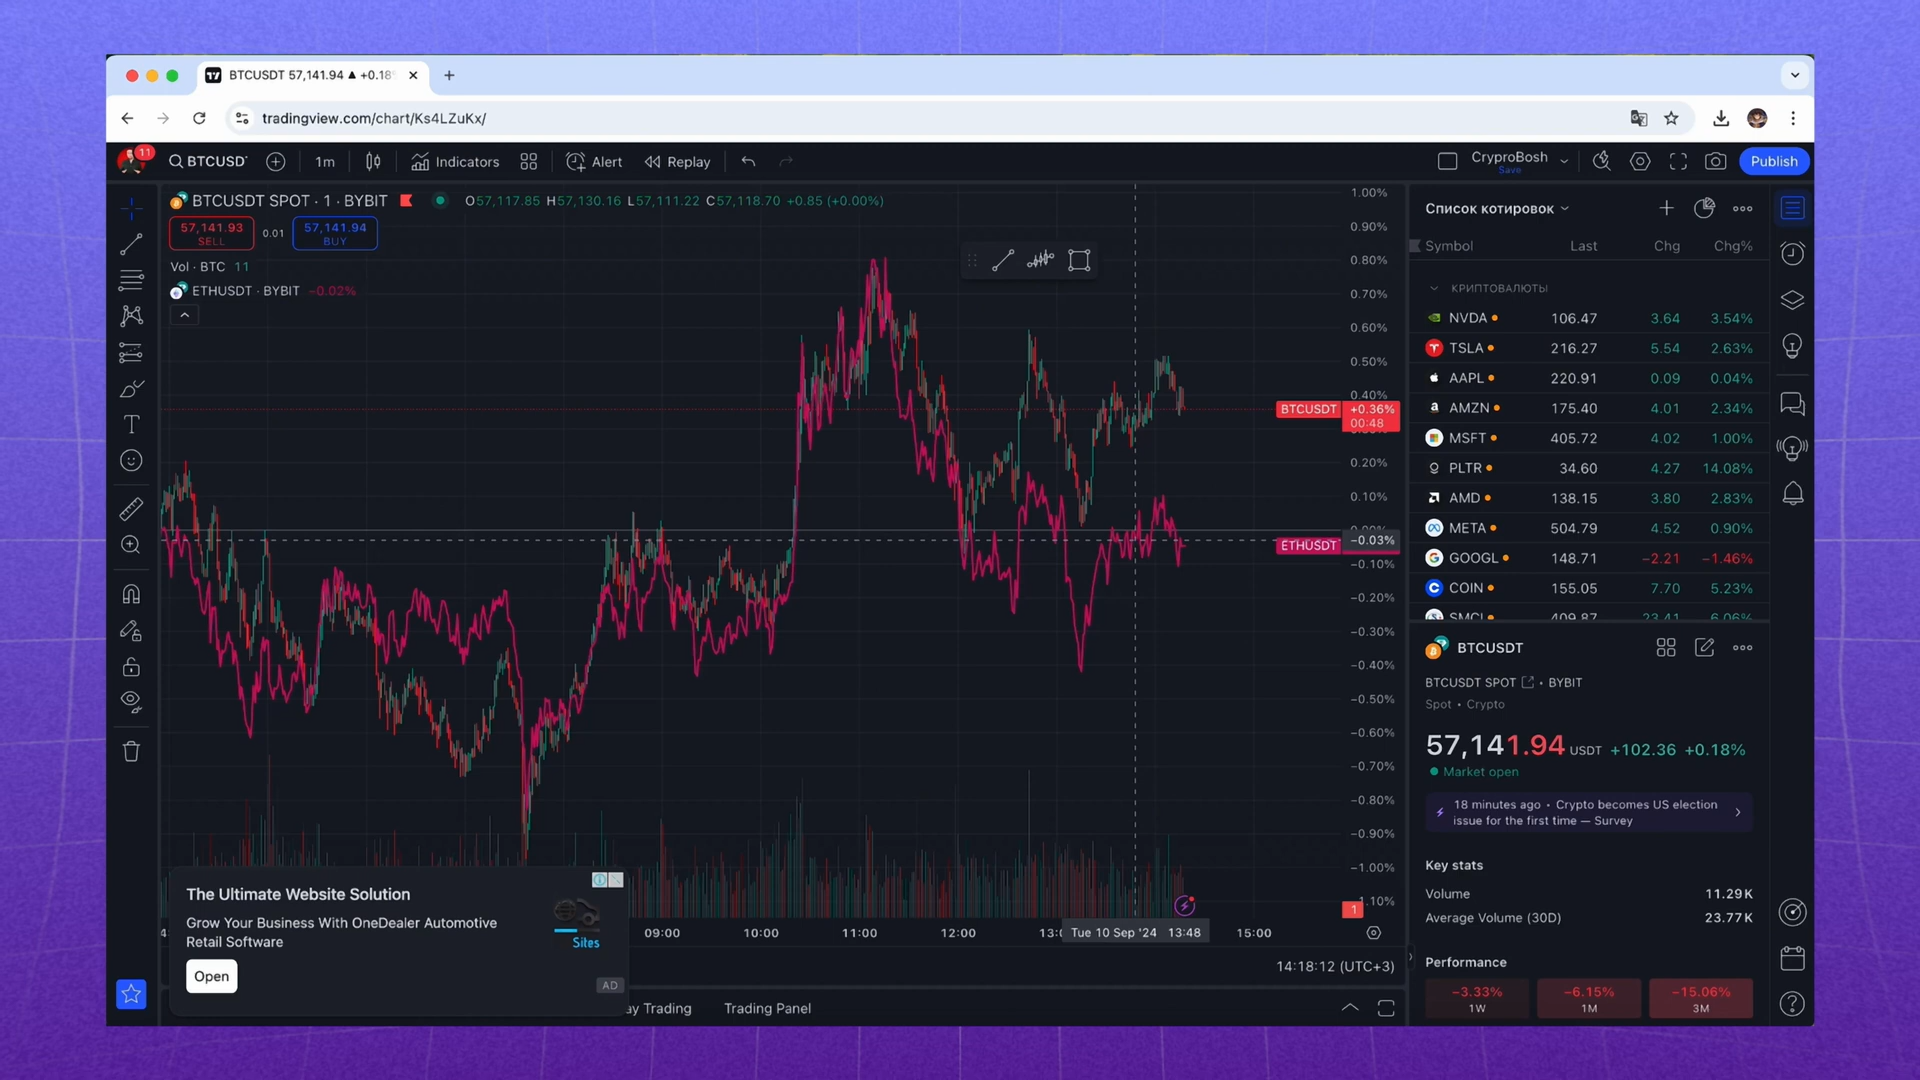 BTCUSDT 57,141.94 ▲ +0.18%
tradingview.com/chart/Ks4LZuKx/
11
BTCUSD
1m
Indicators
Alert
Replay
CryproBosh
Save
Publish
BTCUSDT SPOT · 1 · BYBIT
O57,117.85 H57,130.16 L57,111.22 C57,118.70 +0.85 (+0.00%)
57,141.93
SELL
0.01
57,141.94
BUY
Vol · BTC 11
ETHUSDT · BYBIT −0.02%
1.00%
0.90%
0.80%
0.70%
0.60%
0.50%
0.40%
BTCUSDT +0.36%
00:48
0.20%
0.10%
0.00%
ETHUSDT −0.03%
−0.10%
−0.20%
−0.30%
−0.40%
−0.50%
−0.60%
−0.70%
−0.80%
−0.90%
−1.00%
1.10%
1
09:00
10:00
11:00
12:00
Tue 10 Sep '24 13:48
15:00
14:18:12 (UTC+3)
The Ultimate Website Solution
Grow Your Business With OneDealer Automotive
Retail Software
Sites
Open
AD
ay Trading
Trading Panel
Список котировок
Symbol Last Chg Chg%
КРИПТОВАЛЮТЫ
NVDA 106.47 3.64 3.54%
TSLA 216.27 5.54 2.63%
AAPL 220.91 0.09 0.04%
AMZN 175.40 4.01 2.34%
MSFT 405.72 4.02 1.00%
PLTR 34.60 4.27 14.08%
AMD 138.15 3.80 2.83%
META 504.79 4.52 0.90%
GOOGL 148.71 −2.21 −1.46%
COIN 155.05 7.70 5.23%
SMCI 409.87 23.41 6.06%
BTCUSDT
BTCUSDT SPOT • BYBIT
Spot • Crypto
57,141.94 USDT +102.36 +0.18%
Market open
18 minutes ago • Crypto becomes US election
issue for the first time — Survey
Key stats
Volume 11.29K
Average Volume (30D) 23.77K
Performance
−3.33%
1W
−6.15%
1M
−15.06%
3M